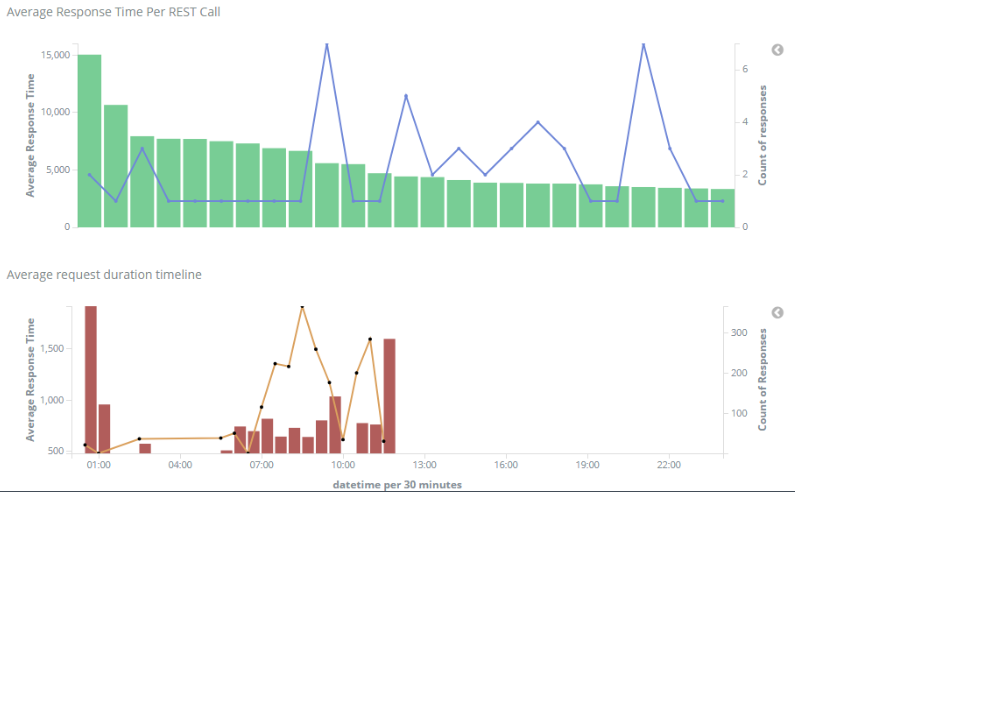 Average Response Time Per REST Call
15,000
10,000
5,000
0
Average Response Time
6
4
2
0
Count of responses
Average request duration timeline
1,500
1,000
500
Average Response Time
300
200
100
Count of Responses
01:00 04:00 07:00 10:00 13:00 16:00 19:00 22:00
datetime per 30 minutes